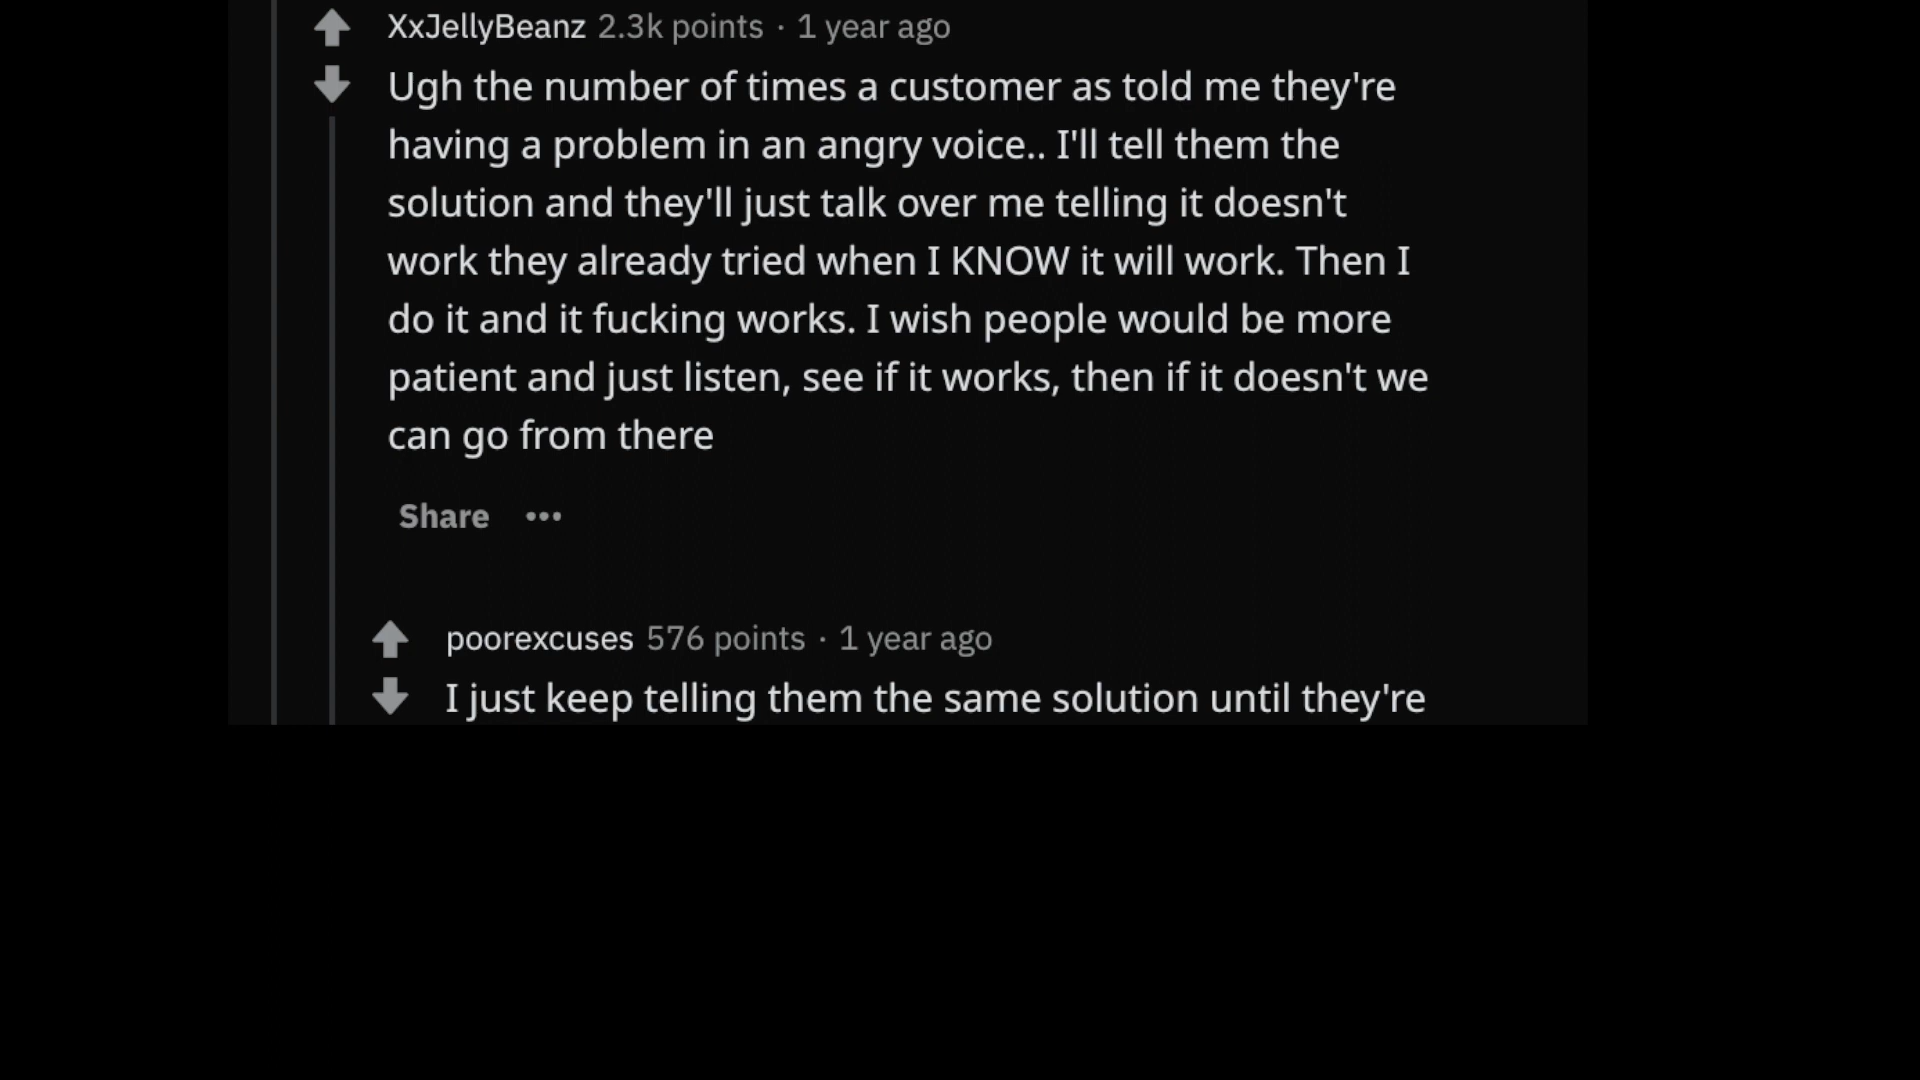 XxJellyBeanz 2.3k points · 1 year ago
Ugh the number of times a customer as told me they're
having a problem in an angry voice.. I'll tell them the
solution and they'll just talk over me telling it doesn't
work they already tried when I KNOW it will work. Then I
do it and it fucking works. I wish people would be more
patient and just listen, see if it works, then if it doesn't we
can go from there
Share ···
poorexcuses 576 points · 1 year ago
I just keep telling them the same solution until they're